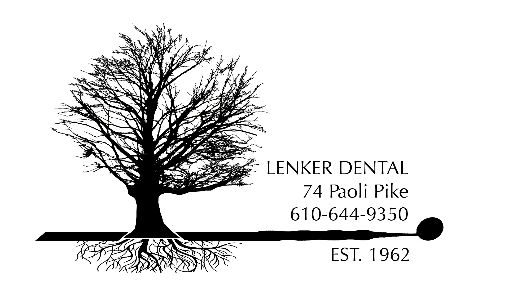 LENKER DENTAL
74 Paoli Pike
610-644-9350
EST. 1962